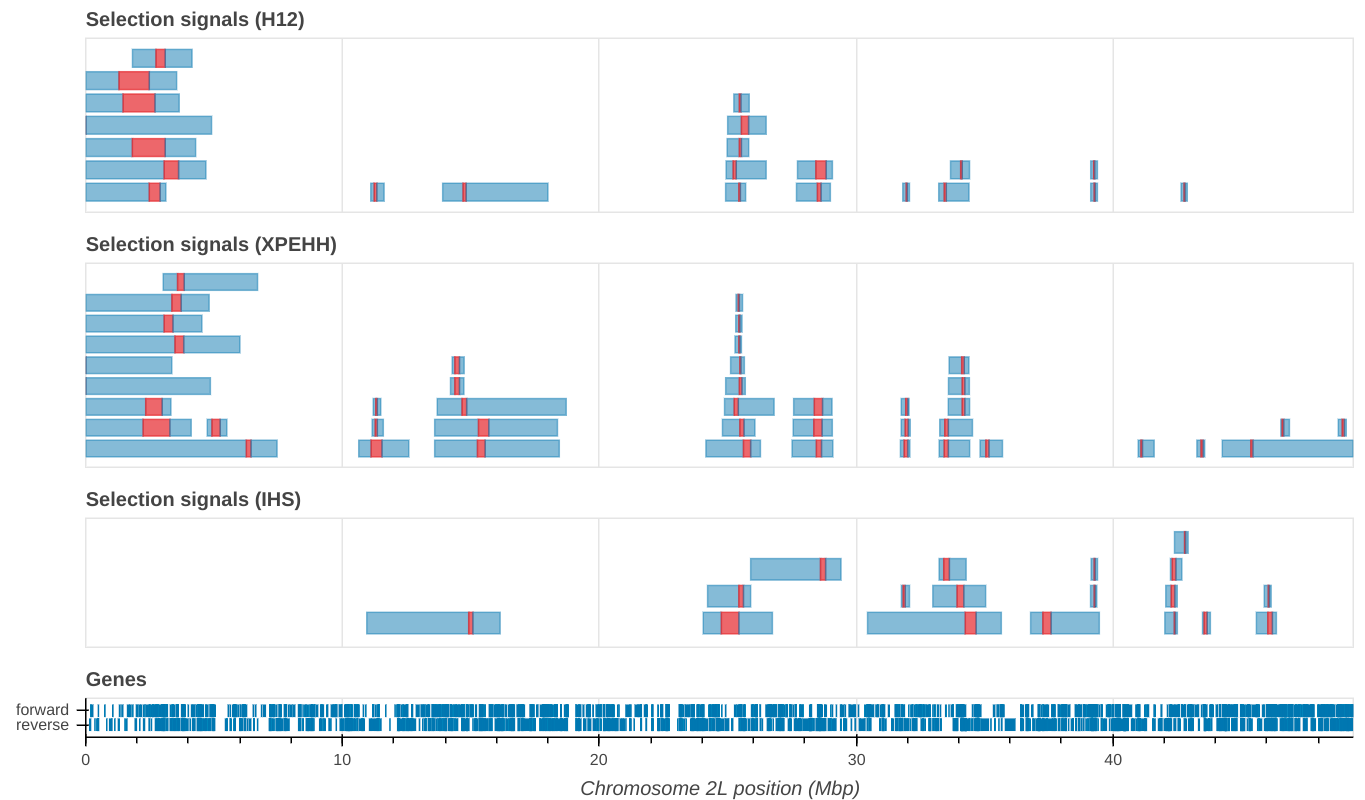 Selection signals (H12)
Selection signals (XPEHH)
Selection signals (IHS)
Genes
forward
reverse
0 10 20 30 40
Chromosome 2L position (Mbp)